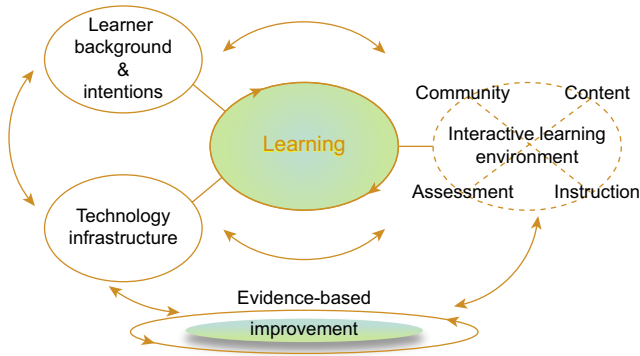 Learner
background
&
intentions
Community
Content
Learning
Interactive learning
environment
Assessment
Instruction
Technology
infrastructure
Evidence-based
improvement